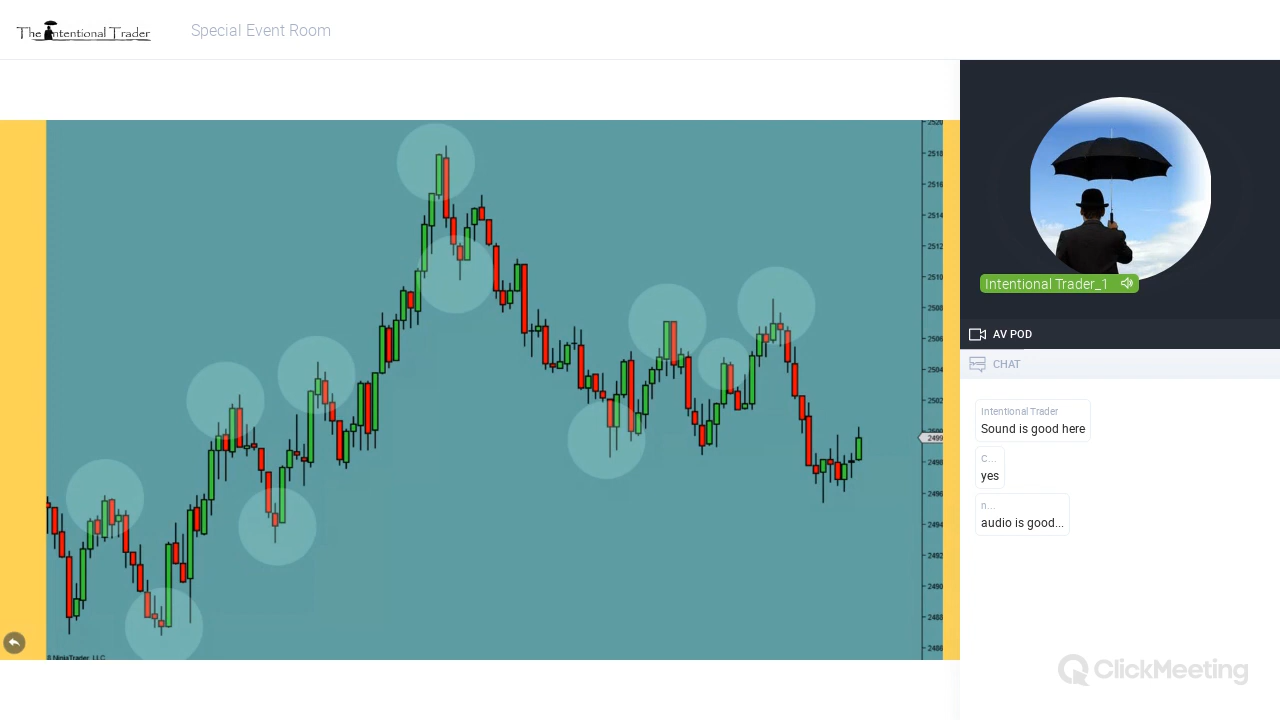 The Intentional Trader
Special Event Room
2520
2518
2516
2514
2512
2510
2508
2506
2504
2502
2500
2499
2498
2496
2494
2492
2490
2488
2486
© NinjaTrader, LLC
Intentional Trader_1
AV POD
CHAT
Intentional Trader
Sound is good here
C...
yes
n...
audio is good...
ClickMeeting